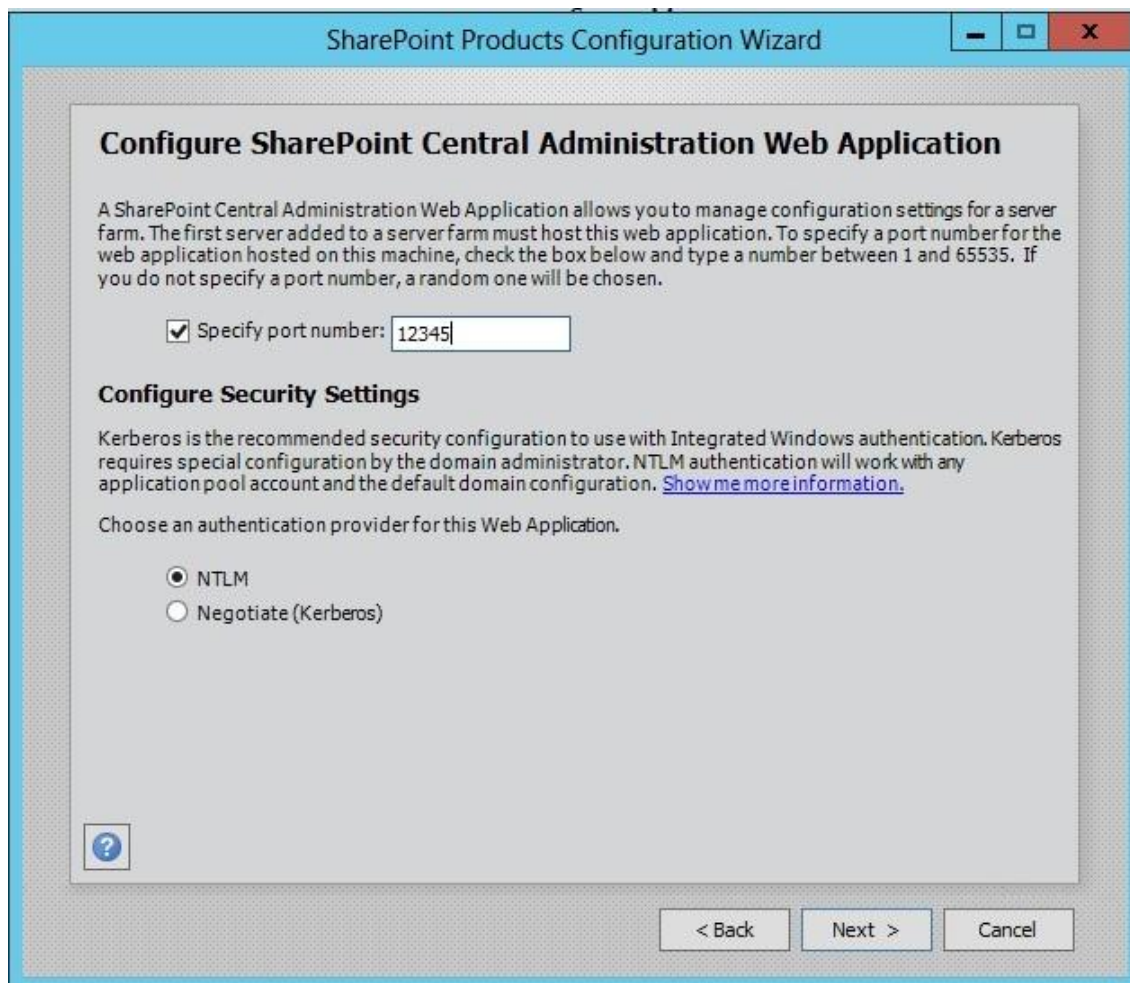 SharePoint Products Configuration Wizard
Configure SharePoint Central Administration Web Application
A SharePoint Central Administration Web Application allows you to manage configuration settings for a server
farm. The first server added to a server farm must host this web application. To specify a port number for the
web application hosted on this machine, check the box below and type a number between 1 and 65535. If
you do not specify a port number, a random one will be chosen.
Specify port number: 12345
Configure Security Settings
Kerberos is the recommended security configuration to use with Integrated Windows authentication. Kerberos
requires special configuration by the domain administrator. NTLM authentication will work with any
application pool account and the default domain configuration. Show me more information.
Choose an authentication provider for this Web Application.
NTLM
Negotiate (Kerberos)
?
< Back Next > Cancel